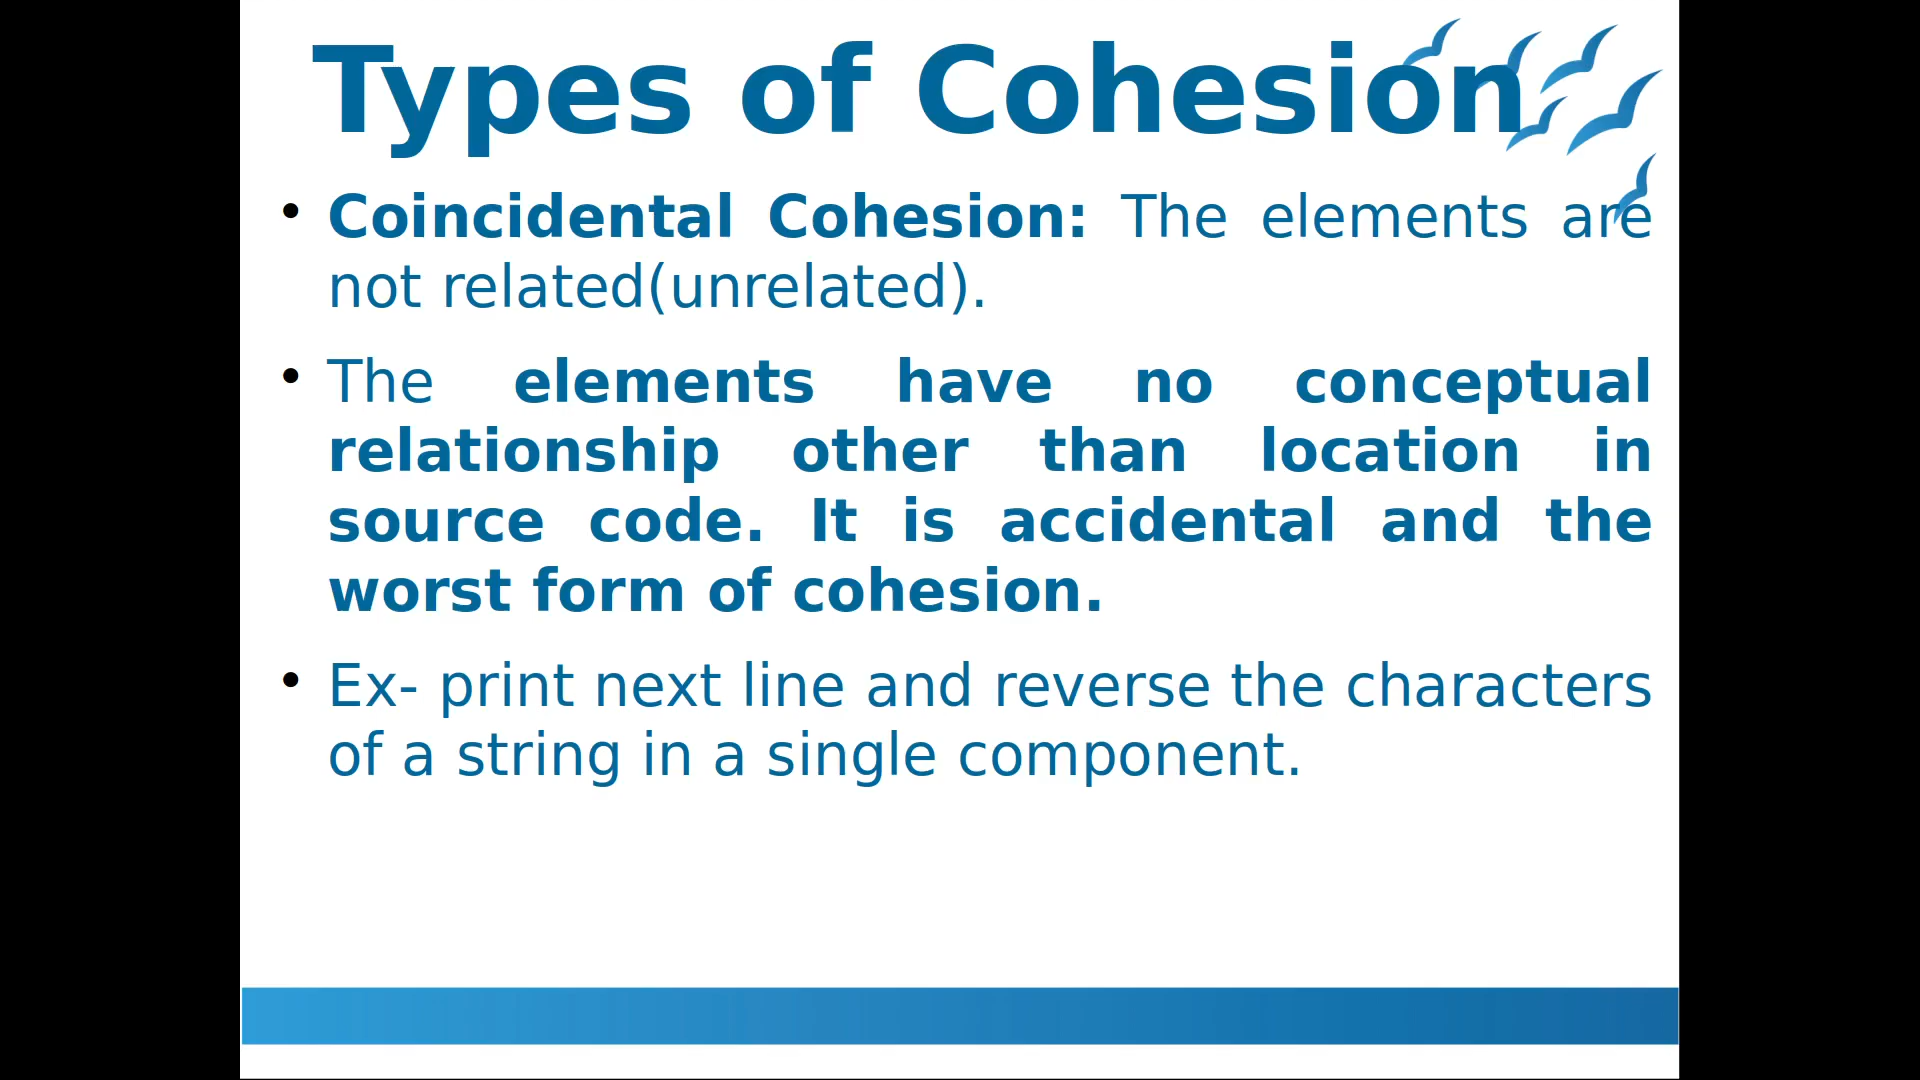 Types of Cohesion
• Coincidental Cohesion: The elements are
not related(unrelated).
• The elements have no conceptual
relationship other than location in
source code. It is accidental and the
worst form of cohesion.
• Ex- print next line and reverse the characters
of a string in a single component.